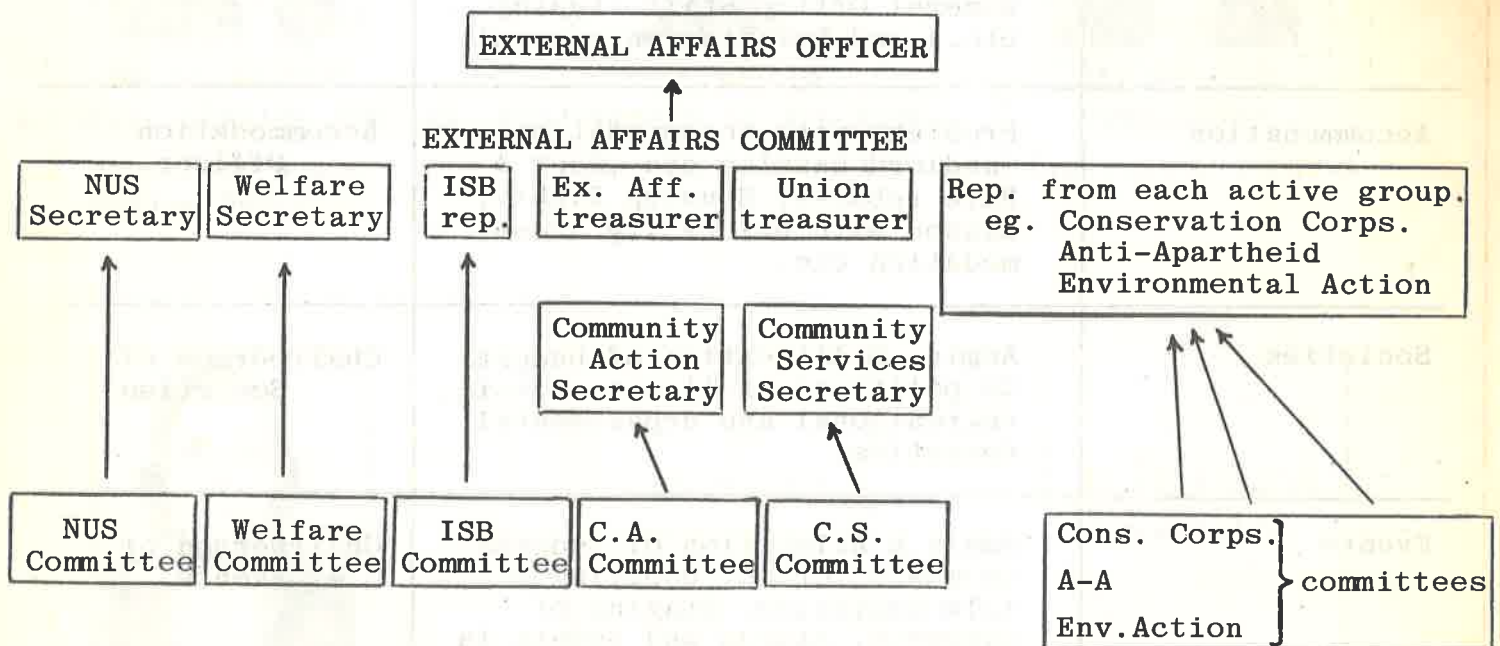 EXTERNAL AFFAIRS OFFICER
EXTERNAL AFFAIRS COMMITTEE
NUS
Secretary
Welfare
Secretary
ISB
rep.
Ex. Aff.
treasurer
Union
treasurer
Rep. from each active group.
eg. Conservation Corps.
Anti-Apartheid
Environmental Action
Community
Action
Secretary
Community
Services
Secretary
NUS
Committee
Welfare
Committee
ISB
Committee
C.A.
Committee
C.S.
Committee
Cons. Corps.
A-A
Env.Action
committees